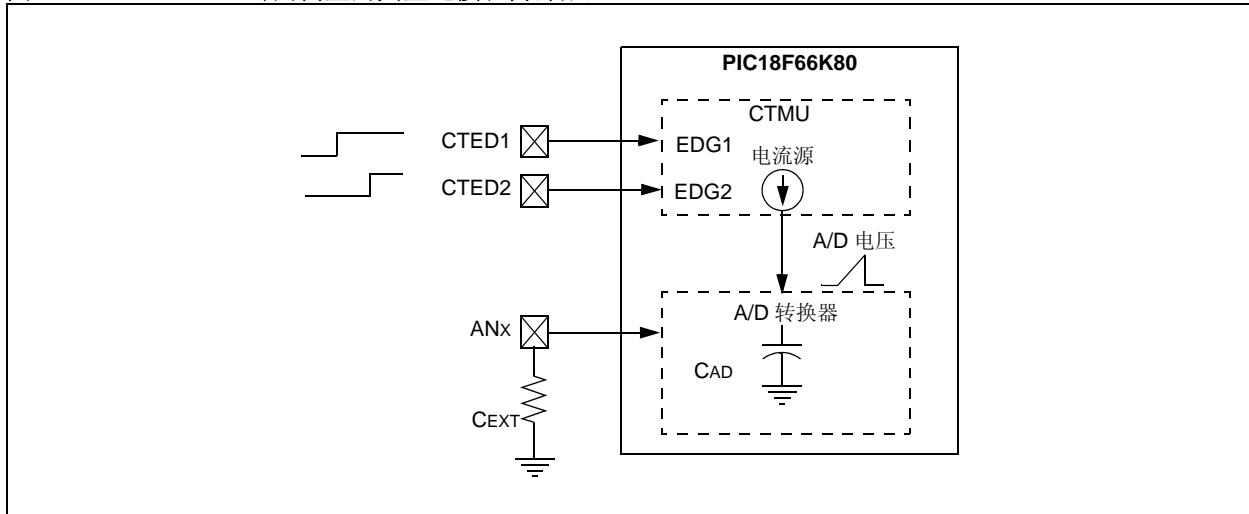 PIC18F66K80
CTMU
CTED1
EDG1
电流源
CTED2
EDG2
A/D 电压
A/D 转换器
ANX
CAD
CEXT